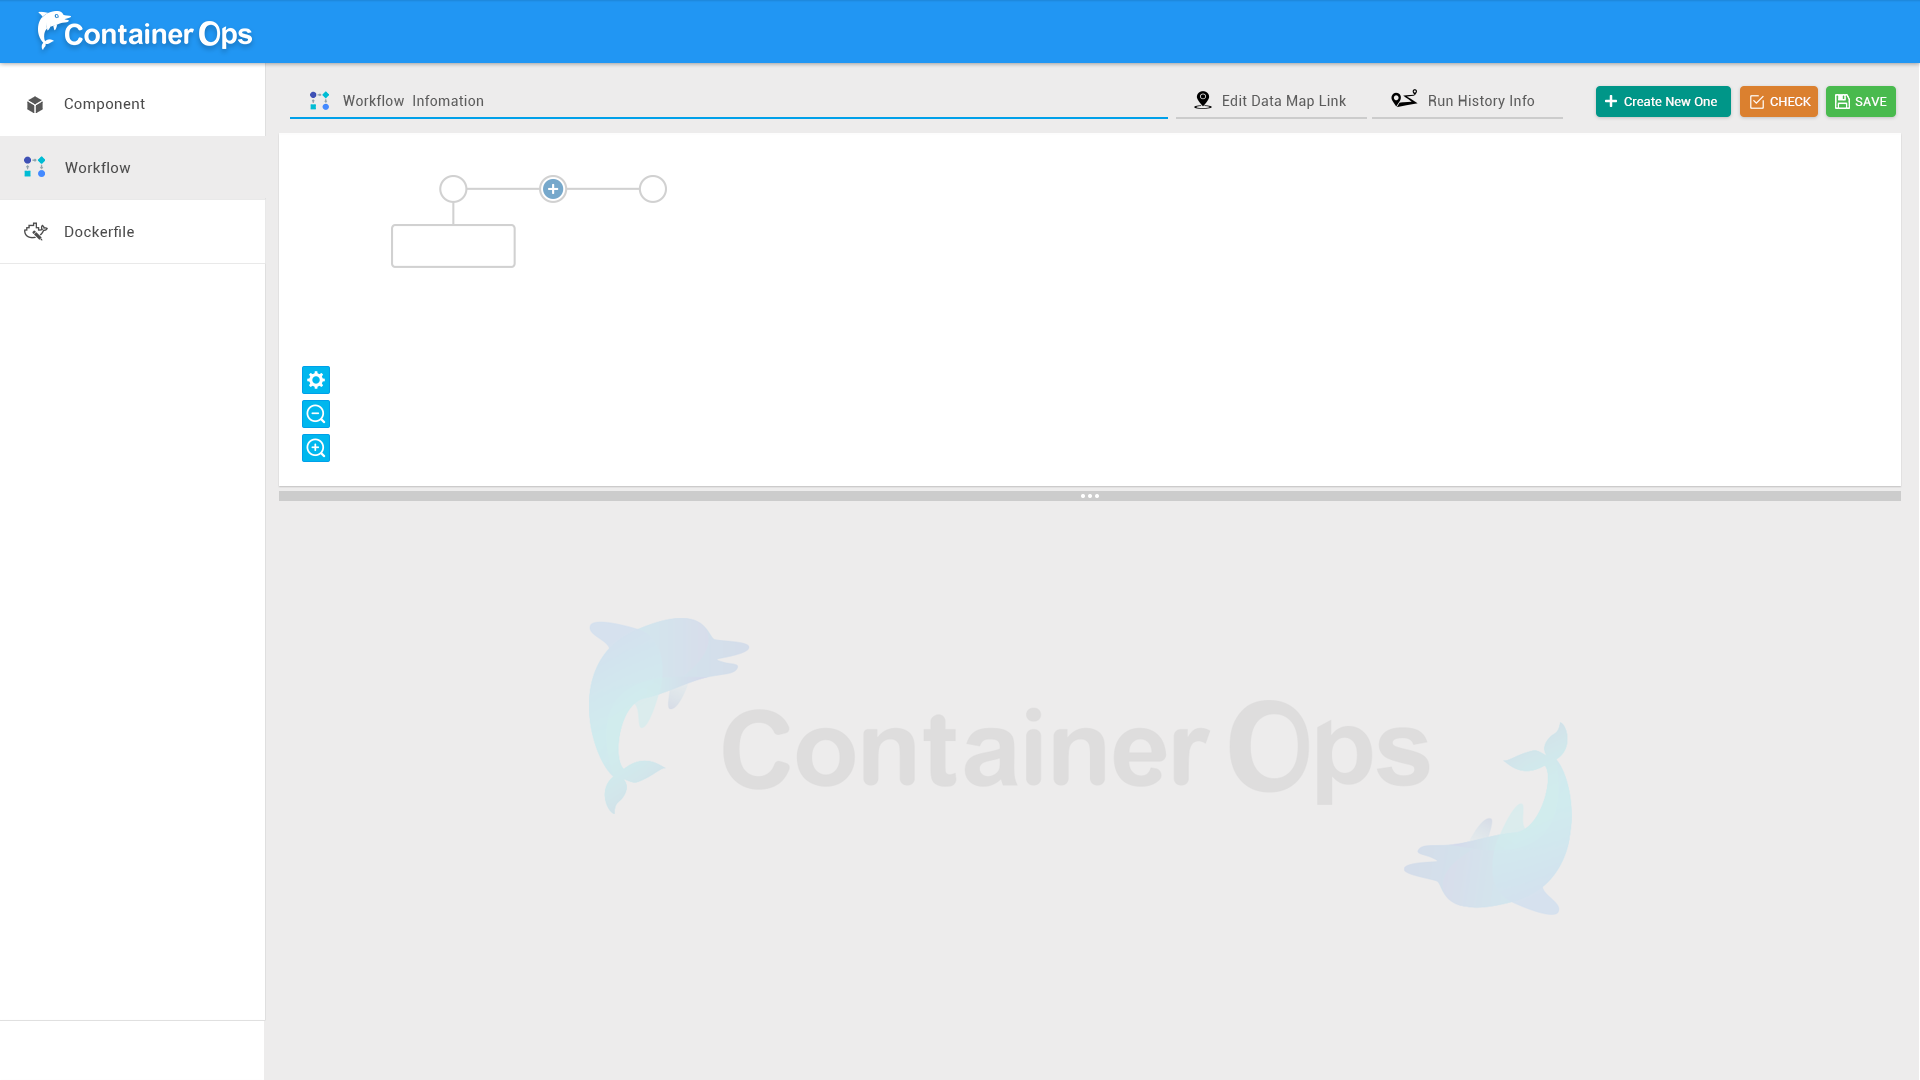 Container Ops
Component
Workflow
Dockerfile
Workflow Infomation
Edit Data Map Link
Run History Info
Create New One
CHECK
SAVE
Container Ops